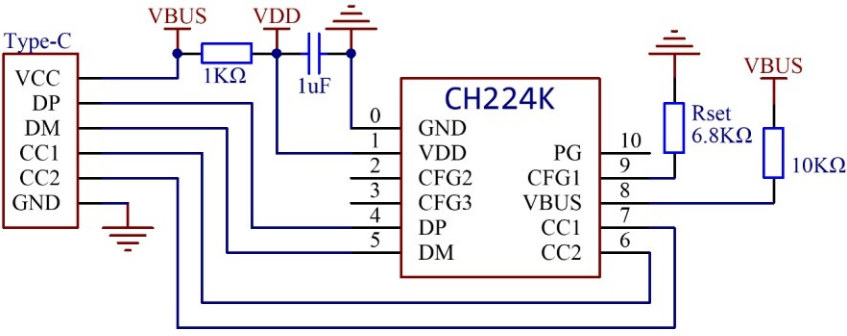 VBUS
VDD
Type-C
1KΩ
1uF
VCC
DP
DM
CC1
CC2
GND
CH224K
0
GND
1
VDD
2
CFG2
3
CFG3
4
DP
5
DM
PG
10
CFG1
9
VBUS
8
CC1
7
CC2
6
Rset
6.8KΩ
VBUS
10KΩ